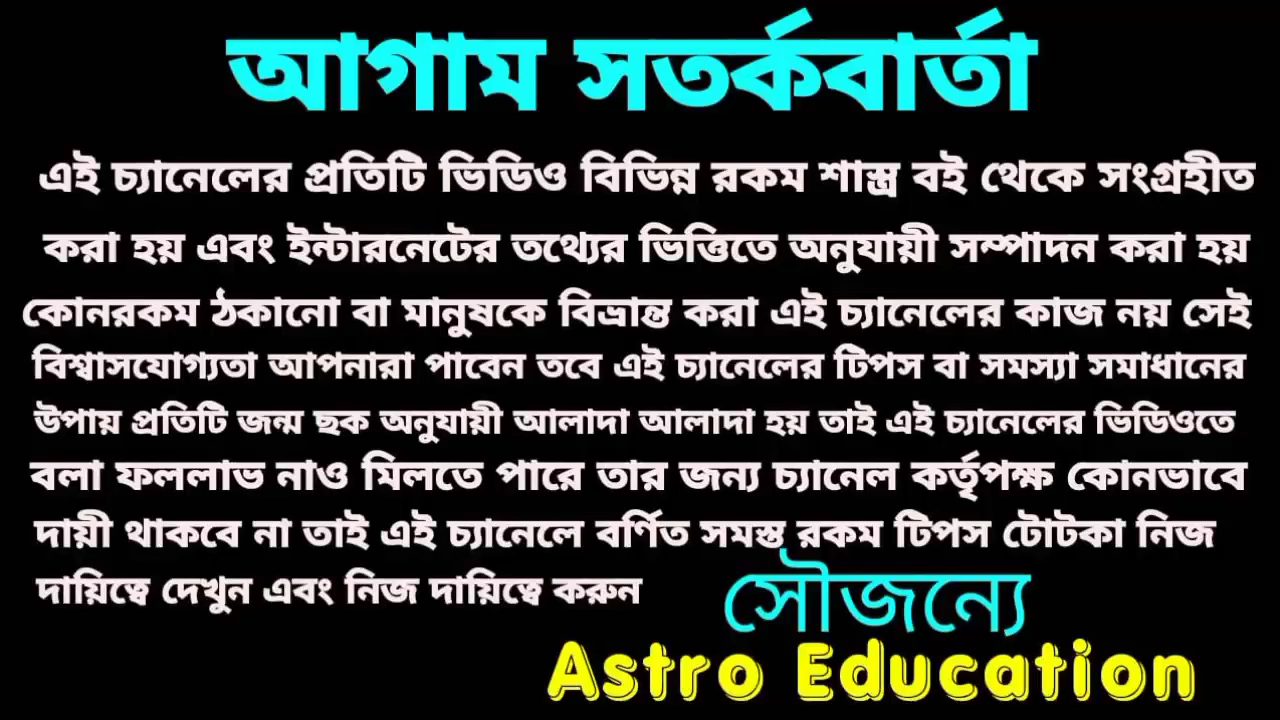 আগাম সতর্কবার্তা
এই চ্যানেলের প্রতিটি ভিডিও বিভিন্ন রকম শাস্ত্র বই থেকে সংগ্রহীত
করা হয় এবং ইন্টারনেটের তথ্যের ভিত্তিতে অনুযায়ী সম্পাদন করা হয়
কোনরকম ঠকানো বা মানুষকে বিভ্রান্ত করা এই চ্যানেলের কাজ নয় সেই
বিশ্বাসযোগ্যতা আপনারা পাবেন তবে এই চ্যানেলের টিপস বা সমস্যা সমাধানের
উপায় প্রতিটি জন্ম ছক অনুযায়ী আলাদা আলাদা হয় তাই এই চ্যানেলের ভিডিওতে
বলা ফললাভ নাও মিলতে পারে তার জন্য চ্যানেল কর্তৃপক্ষ কোনভাবে
দায়ী থাকবে না তাই এই চ্যানেলে বর্ণিত সমস্ত রকম টিপস টোটকা নিজ
দায়িত্বে দেখুন এবং নিজ দায়িত্বে করুন
সৌজন্যে
Astro Education